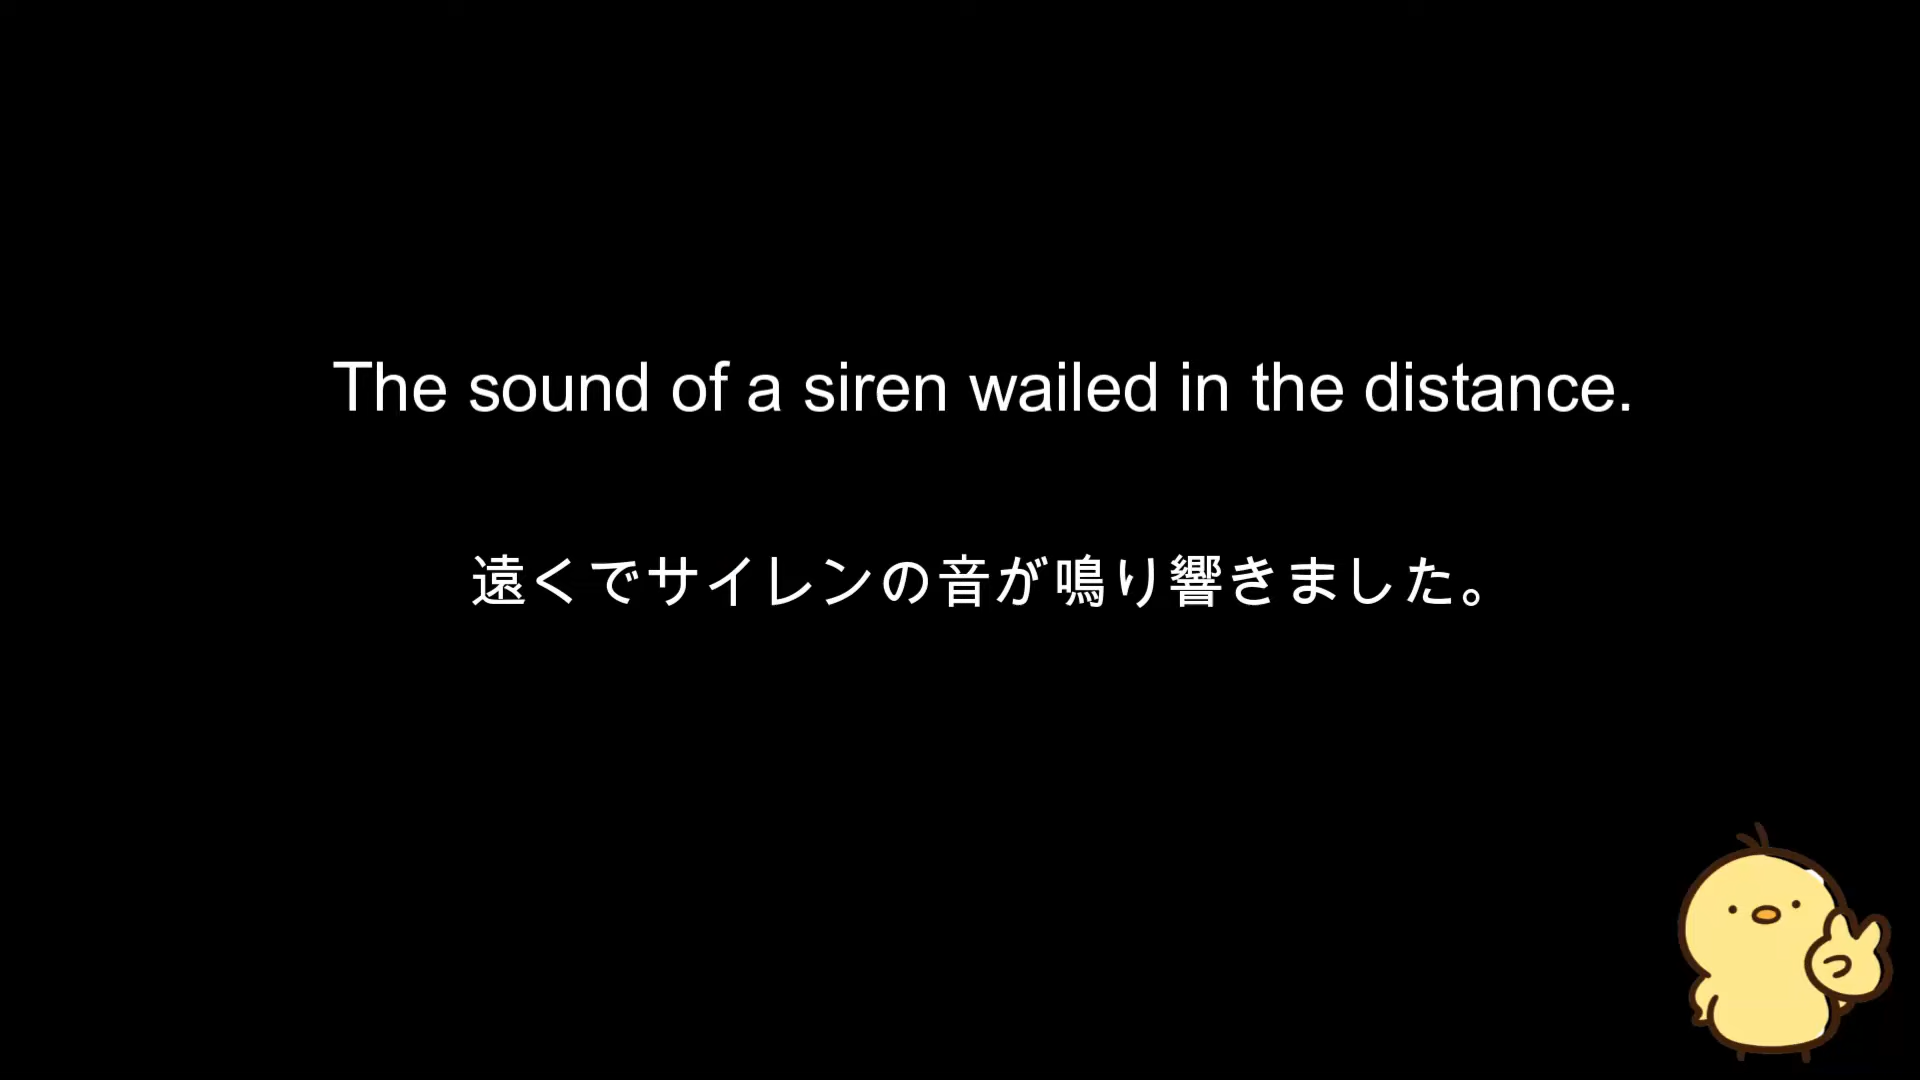 The sound of a siren wailed in the distance.
遠くでサイレンの音が鳴り響きました。